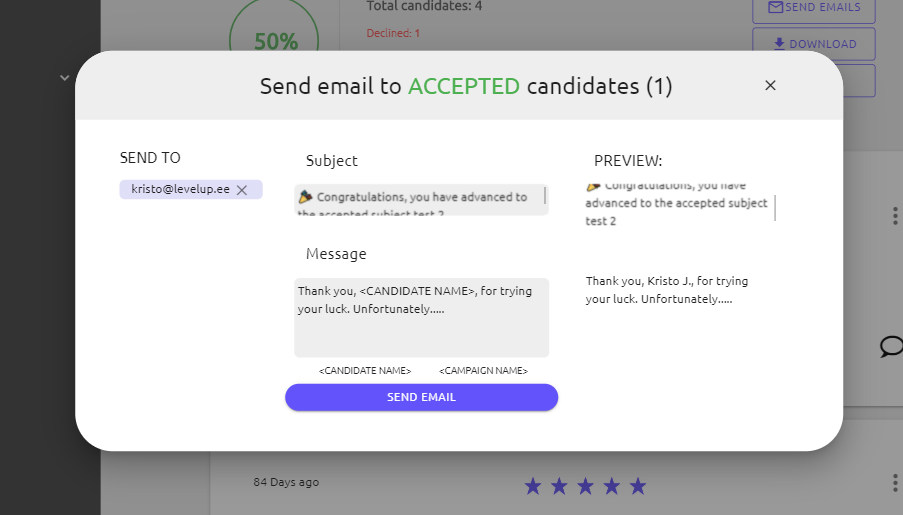 Total candidates: 4
50%
Declined: 1
SEND EMAILS
DOWNLOAD
Send email to ACCEPTED candidates (1)
SEND TO
kristo@levelup.ee
Subject
🎉 Congratulations, you have advanced to
the accepted subject test 2
Message
Thank you, <CANDIDATE NAME>, for trying
your luck. Unfortunately.....
<CANDIDATE NAME>
<CAMPAIGN NAME>
SEND EMAIL
PREVIEW:
🎉 Congratulations, you have
advanced to the accepted subject
test 2
Thank you, Kristo J., for trying
your luck. Unfortunately.....
84 Days ago